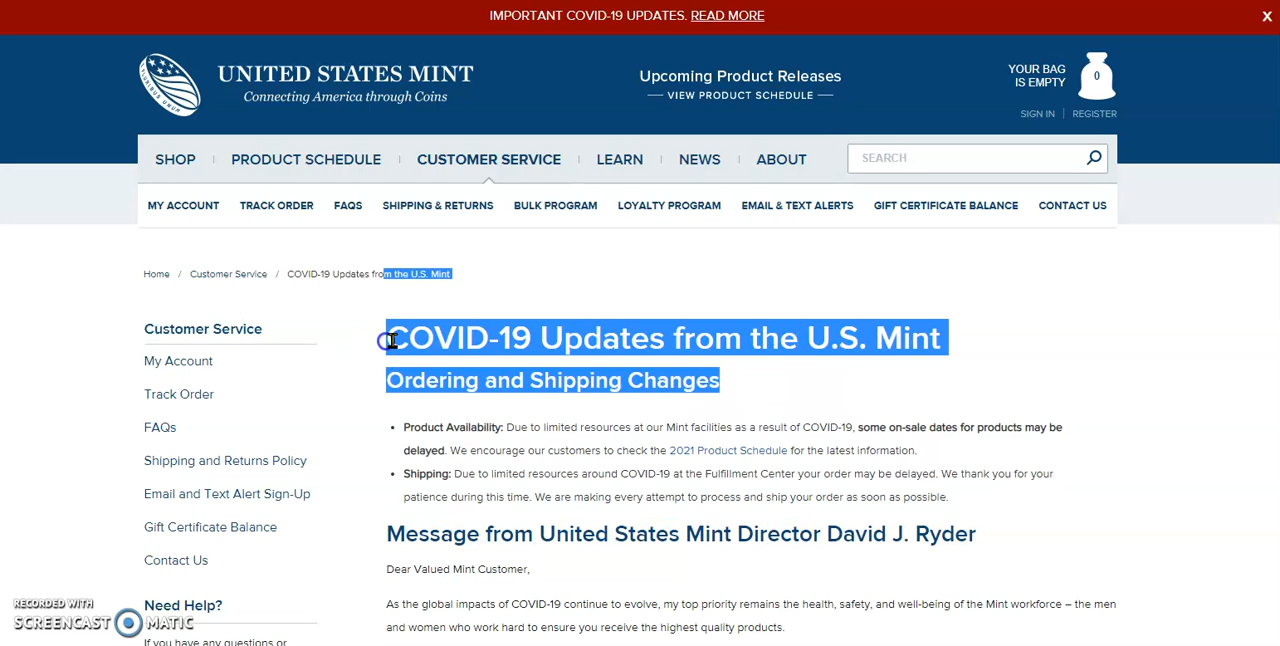 IMPORTANT COVID-19 UPDATES. READ MORE
X
UNITED STATES MINT
Connecting America through Coins
PLURIBUS UNUM
Upcoming Product Releases
VIEW PRODUCT SCHEDULE
YOUR BAG
IS EMPTY
0
SIGN IN
REGISTER
SHOP
PRODUCT SCHEDULE
CUSTOMER SERVICE
LEARN
NEWS
ABOUT
SEARCH
MY ACCOUNT
TRACK ORDER
FAQS
SHIPPING & RETURNS
BULK PROGRAM
LOYALTY PROGRAM
EMAIL & TEXT ALERTS
GIFT CERTIFICATE BALANCE
CONTACT US
Home / Customer Service / COVID-19 Updates from the U.S. Mint
Customer Service
My Account
Track Order
FAQs
Shipping and Returns Policy
Email and Text Alert Sign-Up
Gift Certificate Balance
Contact Us
Need Help?
If you have any questions or
COVID-19 Updates from the U.S. Mint
Ordering and Shipping Changes
• Product Availability: Due to limited resources at our Mint facilities as a result of COVID-19, some on-sale dates for products may be
delayed. We encourage our customers to check the 2021 Product Schedule for the latest information.
• Shipping: Due to limited resources around COVID-19 at the Fulfillment Center your order may be delayed. We thank you for your
patience during this time. We are making every attempt to process and ship your order as soon as possible.
Message from United States Mint Director David J. Ryder
Dear Valued Mint Customer,
As the global impacts of COVID-19 continue to evolve, my top priority remains the health, safety, and well-being of the Mint workforce – the men
and women who work hard to ensure you receive the highest quality products.
RECORDED WITH
SCREENCAST MATIC